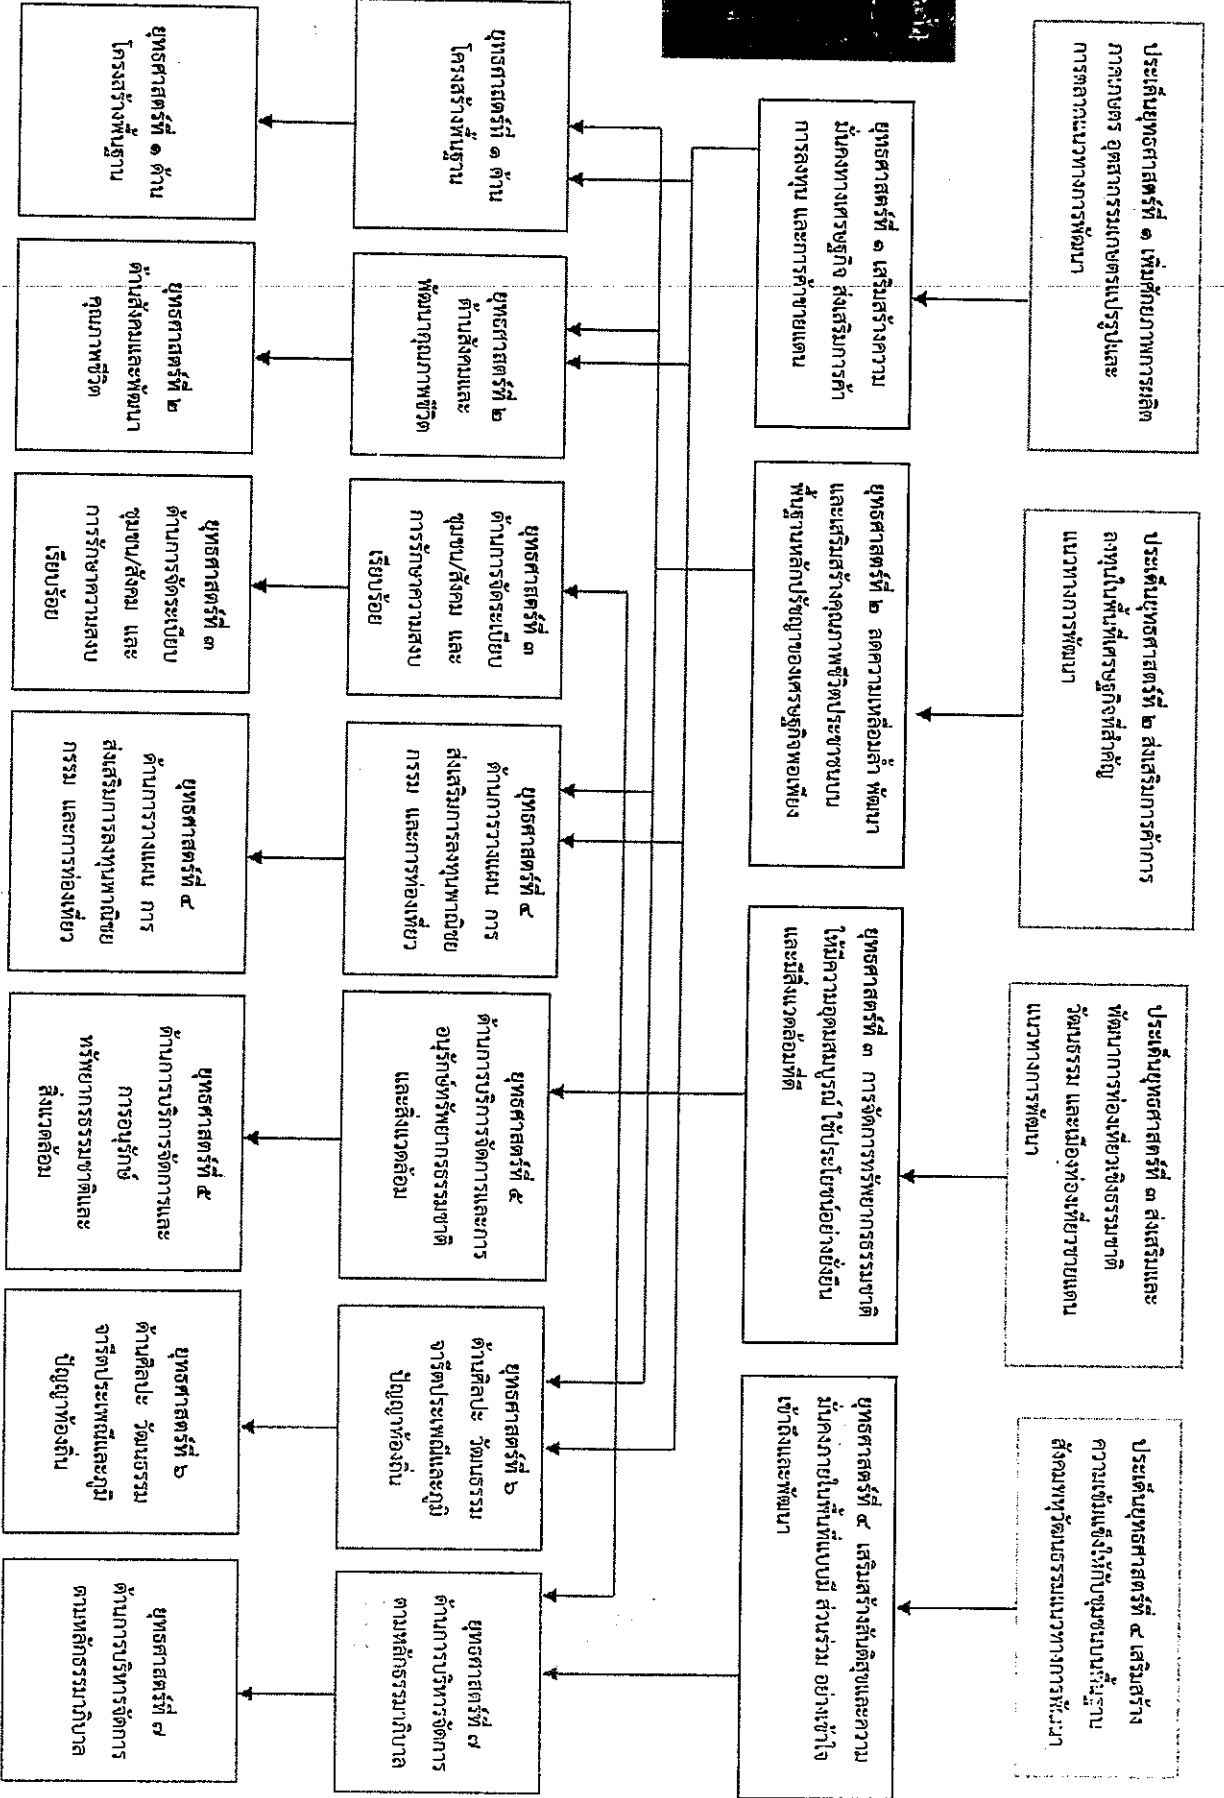 ประเด็นยุทธศาสตร์ที่ ๑ เพิ่มศักยภาพการผลิต
ภาคเกษตร อุตสากรรมเกษตรแปรรูปและ
การตลาดแนวทางการพัฒนา
ประเด็นยุทธศาสตร์ที่ ๒ ส่งเสริมการค้าการ
ลงทุนในพื้นที่เศรษฐกิจที่สำคัญ
แนวทางการพัฒนา
ประเด็นยุทธศาสตร์ที่ ๓ ส่งเสริมและ
พัฒนาการท่องเที่ยวเชิงธรรมชาติ
วัฒนธรรม และเมืองท่องเที่ยวชายแดน
แนวทางการพัฒนา
ประเด็นยุทธศาสตร์ที่ ๔ เสริมสร้าง
ความเข้มแข็งให้กับชุมชนบนพื้นฐาน
สังคมพหุวัฒนธรรมแนวทางการพัฒนา
ยุทธศาสตร์ที่ ๑ เสริมสร้างความ
มั่นคงทางเศรษฐกิจ ส่งเสริมการค้า
การลงทุน และการค้าชายแดน
ยุทธศาสตร์ที่ ๒ ลดความเหลื่อมล้ำ พัฒนา
และเสริมสร้างคุณภาพชีวิตประชาชนบน
พื้นฐานหลักปรัชญาของเศรษฐกิจพอเพียง
ยุทธศาสตร์ที่ ๓ การจัดการทรัพยากรธรรมชาติ
ให้มีความอุดมสมบูรณ์ ใช้ประโยชน์อย่างยั่งยืน
และมีสิ่งแวดล้อมที่ดี
ยุทธศาสตร์ที่ ๔ เสริมสร้างสันติสุขและความ
มั่นคงภายในพื้นที่แบบมี ส่วนร่วม อย่างเข้าใจ
เข้าถึงและพัฒนา
ยุทธศาสตร์ที่ ๑ ด้าน
โครงสร้างพื้นฐาน
ยุทธศาสตร์ที่ ๒
ด้านสังคมและ
พัฒนาคุณภาพชีวิต
ยุทธศาสตร์ที่ ๓
ด้านการจัดระเบียบ
ชุมชน/สังคม และ
การรักษาความสงบ
เรียบร้อย
ยุทธศาสตร์ที่ ๔
ด้านการวางแผน การ
ส่งเสริมการลงทุนพาณิชย
กรรม และการท่องเที่ยว
ยุทธศาสตร์ที่ ๕
ด้านการบริการจัดการและการ
อนุรักษ์ทรัพยากรธรรมชาติ
และสิ่งแวดล้อม
ยุทธศาสตร์ที่ ๖
ด้านศิลปะ วัฒนธรรม
จารีตประเพณีและภูมิ
ปัญญาท้องถิ่น
ยุทธศาสตร์ที่ ๗
ด้านการบริหารจัดการ
ตามหลักธรรมาภิบาล
ยุทธศาสตร์ที่ ๑ ด้าน
โครงสร้างพื้นฐาน
ยุทธศาสตร์ที่ ๒
ด้านสังคมและพัฒนา
คุณภาพชีวิต
ยุทธศาสตร์ที่ ๓
ด้านการจัดระเบียบ
ชุมชน/สังคม และ
การรักษาความสงบ
เรียบร้อย
ยุทธศาสตร์ที่ ๔
ด้านการวางแผน การ
ส่งเสริมการลงทุนพาณิชย
กรรม และการท่องเที่ยว
ยุทธศาสตร์ที่ ๕
ด้านการบริการจัดการและ
การอนุรักษ์
ทรัพยากรธรรมชาติและ
สิ่งแวดล้อม
ยุทธศาสตร์ที่ ๖
ด้านศิลปะ วัฒนธรรม
จารีตประเพณีและภูมิ
ปัญญาท้องถิ่น
ยุทธศาสตร์ที่ ๗
ด้านการบริหารจัดการ
ตามหลักธรรมาภิบาล